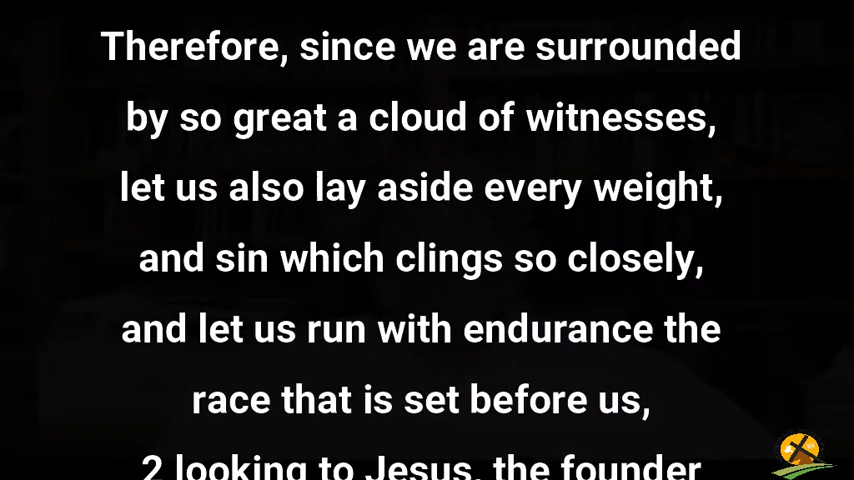 Therefore, since we are surrounded
by so great a cloud of witnesses,
let us also lay aside every weight,
and sin which clings so closely,
and let us run with endurance the
race that is set before us,
2 looking to Jesus, the founder